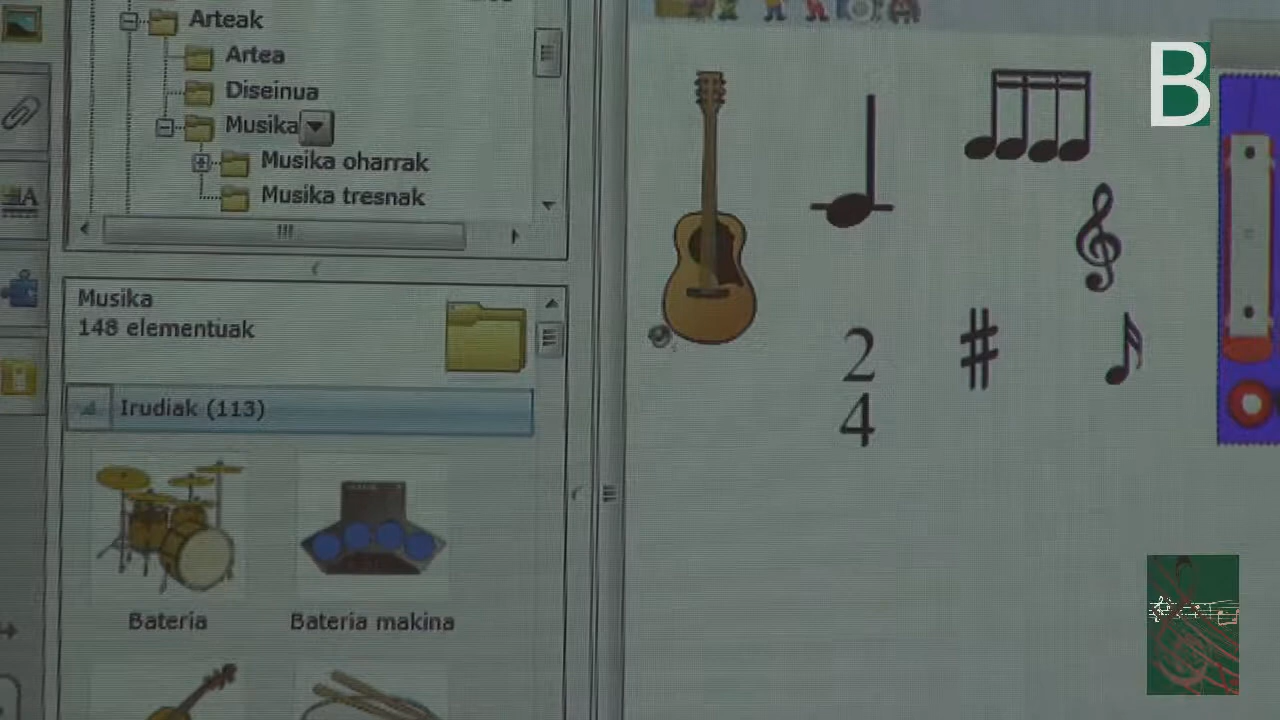 Arteak
Artea
Diseinua
Musika
Musika oharrak
Musika tresnak
Musika
148 elementuak
Irudiak (113)
Bateria
Bateria makina
2
4
B